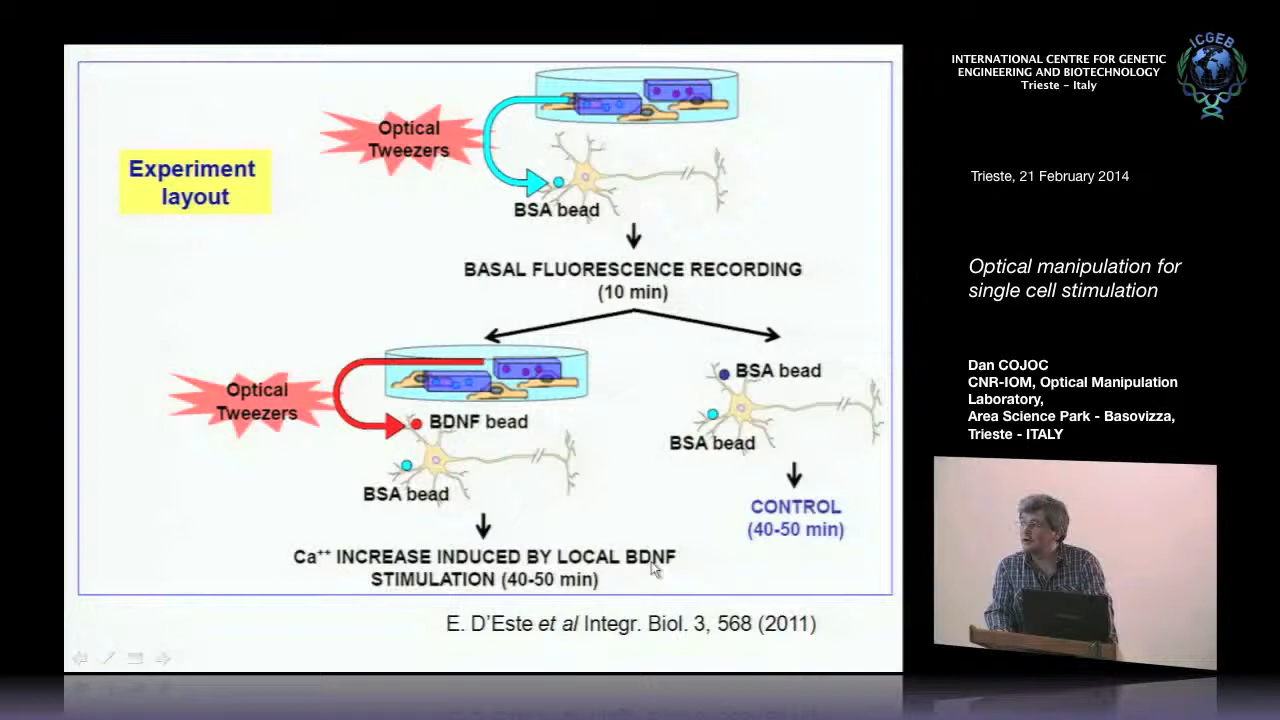 Experiment
layout
Optical
Tweezers
BSA bead
BASAL FLUORESCENCE RECORDING
(10 min)
Optical
Tweezers
BDNF bead
BSA bead
Ca++ INCREASE INDUCED BY LOCAL BDNF
STIMULATION (40-50 min)
BSA bead
BSA bead
CONTROL
(40-50 min)
E. D'Este et al Integr. Biol. 3, 568 (2011)
INTERNATIONAL CENTRE FOR GENETIC
ENGINEERING AND BIOTECHNOLOGY
Trieste - Italy
ICGEB
Trieste, 21 February 2014
Optical manipulation for
single cell stimulation
Dan COJOC
CNR-IOM, Optical Manipulation
Laboratory,
Area Science Park - Basovizza,
Trieste - ITALY